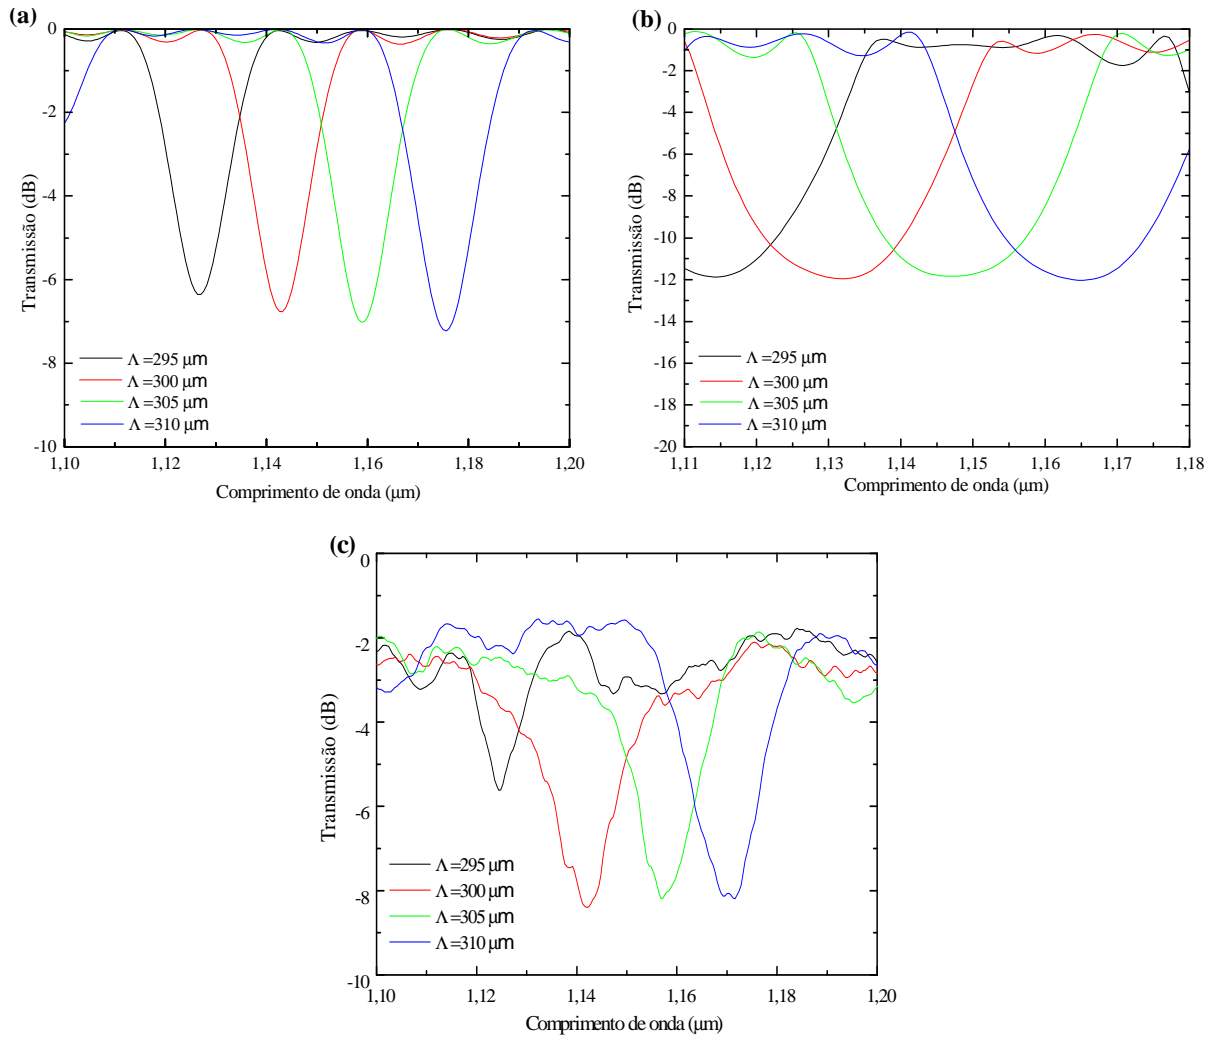 (a)
0
-2
-4
-6
-8
-10
Transmissão (dB)
Λ =295 μm
Λ =300 μm
Λ =305 μm
Λ =310 μm
1,10 1,12 1,14 1,16 1,18 1,20
Comprimento de onda (μm)
(b)
0
-2
-4
-6
-8
-10
-12
-14
-16
-18
-20
Transmissão (dB)
Λ =295 μm
Λ =300 μm
Λ =305 μm
Λ =310 μm
1,11 1,12 1,13 1,14 1,15 1,16 1,17 1,18
Comprimento de onda (μm)
(c)
0
-2
-4
-6
-8
-10
Transmissão (dB)
Λ =295 μm
Λ =300 μm
Λ =305 μm
Λ =310 μm
1,10 1,12 1,14 1,16 1,18 1,20
Comprimento de onda (μm)